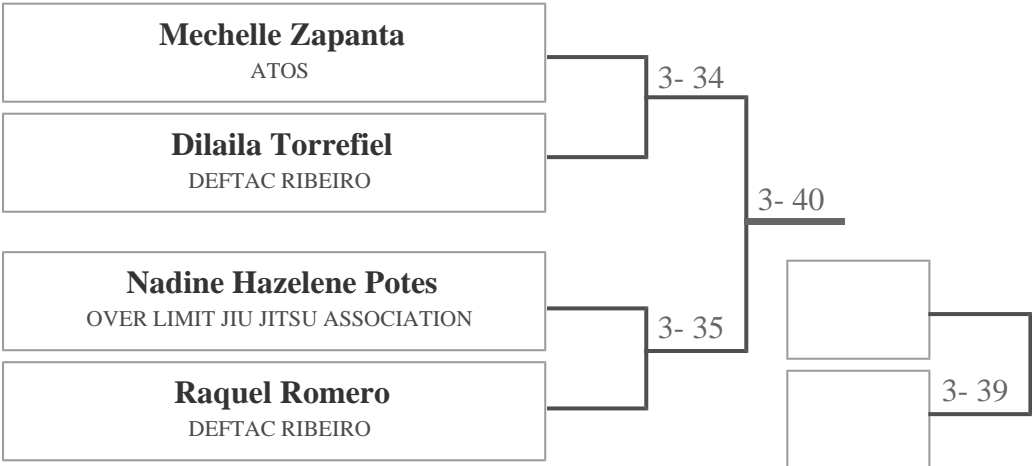 Mechelle Zapanta
ATOS
3- 34
Dilaila Torrefiel
DEFTAC RIBEIRO
3- 40
Nadine Hazelene Potes
OVER LIMIT JIU JITSU ASSOCIATION
3- 35
Raquel Romero
DEFTAC RIBEIRO
3- 39